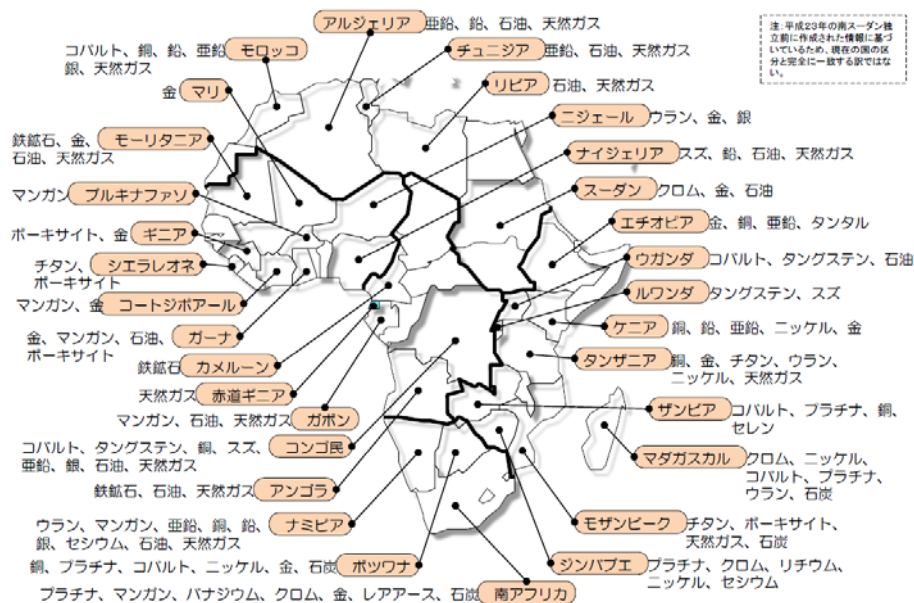 アルジェリア 亜鉛、鉛、石油、天然ガス
注：平成23年の南スーダン独
立前に作成された情報に基づ
いているため、現在の国の区
分と完全に一致する訳ではな
い。
コバルト、銅、鉛、亜鉛 モロッコ
銀、天然ガス
チュニジア 亜鉛、石油、天然ガス
金 マリ
リビア 石油、天然ガス
ニジェール ウラン、金、銀
鉄鉱石、金、 モーリタニア
石油、天然ガス
ナイジェリア スズ、鉛、石油、天然ガス
マンガン ブルキナファソ
スーダン クロム、金、石油
エチオピア 金、銅、亜鉛、タンタル
ボーキサイト、金 ギニア
ウガンダ コバルト、タングステン、石油
チタン、 シエラレオネ
ボーキサイト
ルワンダ タングステン、スズ
マンガン、金 コートジボアール
ケニア 銅、鉛、亜鉛、ニッケル、金
金、マンガン、石油、 ガーナ
ボーキサイト
タンザニア 銅、金、チタン、ウラン、
ニッケル、天然ガス
鉄鉱石 カメルーン
天然ガス 赤道ギニア
ザンビア コバルト、プラチナ、銅、
セレン
マンガン、石油、天然ガス ガボン
コバルト、タングステン、銅、スズ、 コンゴ民
亜鉛、銀、石油、天然ガス
マダガスカル クロム、ニッケル、
コバルト、プラチナ、
ウラン、石炭
鉄鉱石、石油、天然ガス アンゴラ
ウラン、マンガン、亜鉛、銅、鉛、 ナミビア
銀、セシウム、石油、天然ガス
モザンビーク チタン、ボーキサイト、
天然ガス、石炭
銅、プラチナ、コバルト、ニッケル、金、石炭 ボツワナ
ジンバブエ プラチナ、クロム、リチウム、
ニッケル、セシウム
プラチナ、マンガン、バナジウム、クロム、金、レアアース、石炭 南アフリカ